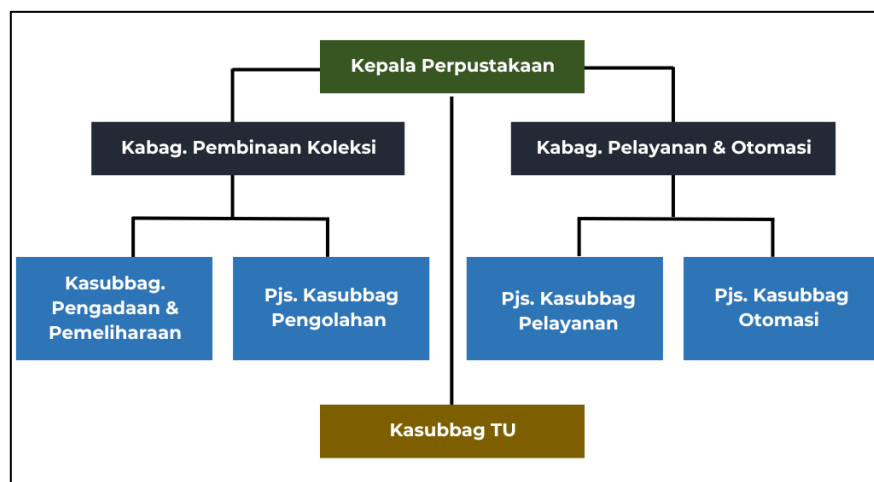 Kepala Perpustakaan
Kabag. Pembinaan Koleksi
Kabag. Pelayanan & Otomasi
Kasubbag.
Pengadaan &
Pemeliharaan
Pjs. Kasubbag
Pengolahan
Pjs. Kasubbag
Pelayanan
Pjs. Kasubbag
Otomasi
Kasubbag TU